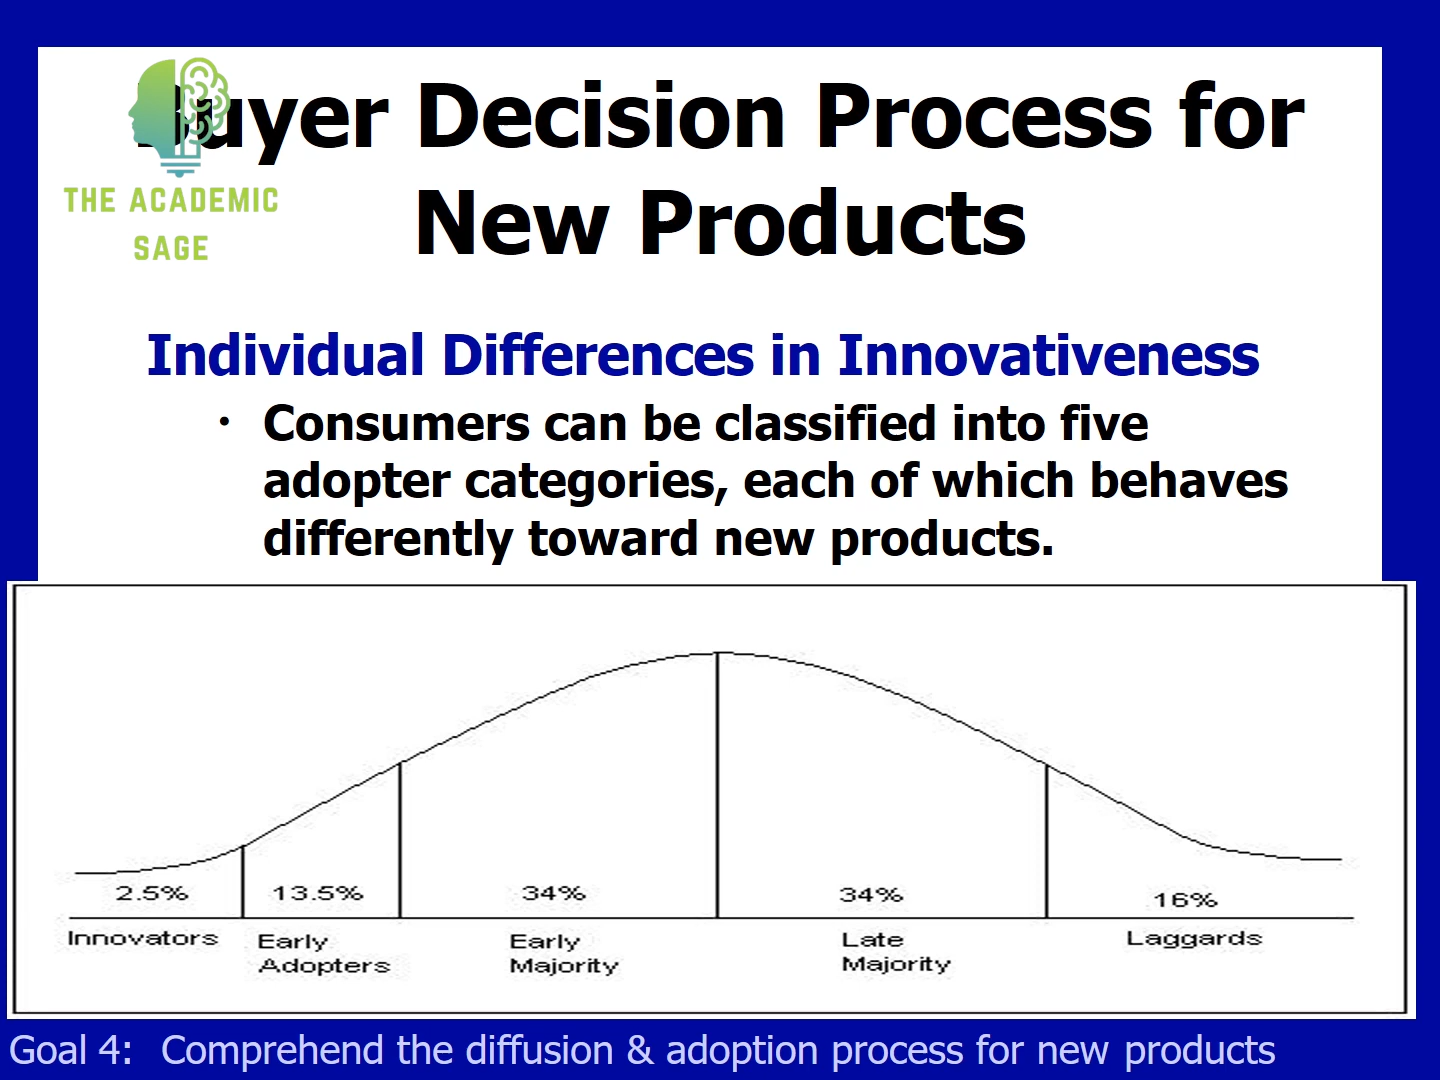 Buyer Decision Process for
New Products
THE ACADEMIC
SAGE
Individual Differences in Innovativeness
• Consumers can be classified into five
adopter categories, each of which behaves
differently toward new products.
2.5% 13.5% 34% 34% 16%
Innovators Early Adopters Early Majority Late Majority Laggards
Goal 4: Comprehend the diffusion & adoption process for new products